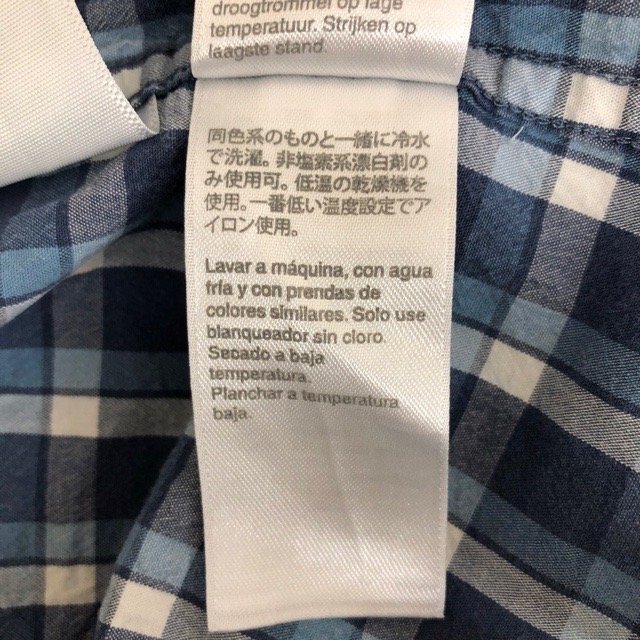 droogtrommel op lage
temperatuur. Strijken op
laagste stand.
同色系のものと一緒に冷水
で洗濯。非塩素系漂白剤の
み使用可。低温の乾燥機を
使用。一番低い温度設定でア
イロン使用。
Lavar a máquina, con agua
fría y con prendas de
colores similares. Solo use
blanqueador sin cloro.
Secado a baja
temperatura.
Planchar a temperatura
baja.